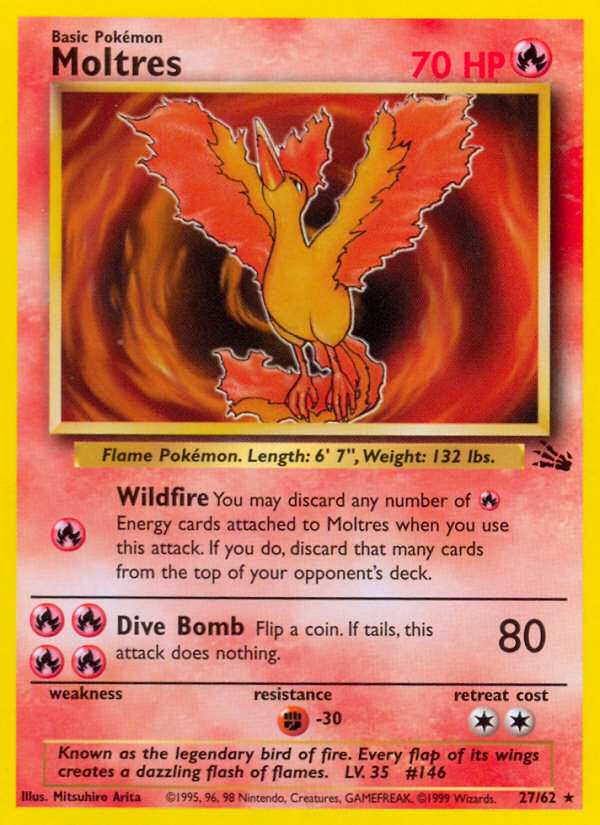 Basic Pokémon
Moltres
70 HP
Flame Pokémon. Length: 6' 7", Weight: 132 lbs.
Wildfire You may discard any number of
Energy cards attached to Moltres when you use
this attack. If you do, discard that many cards
from the top of your opponent's deck.
Dive Bomb Flip a coin. If tails, this
attack does nothing.
80
weakness resistance retreat cost
-30
Known as the legendary bird of fire. Every flap of its wings
creates a dazzling flash of flames. LV. 35 #146
Illus. Mitsuhiro Arita ©1995, 96, 98 Nintendo, Creatures, GAMEFREAK. ©1999 Wizards. 27/62 ★